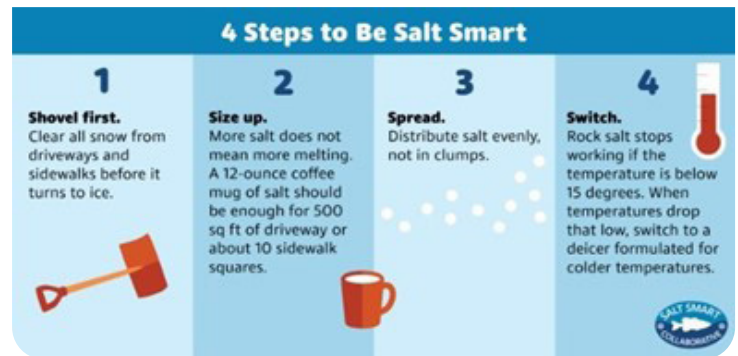 4 Steps to Be Salt Smart
1
Shovel first.
Clear all snow from
driveways and
sidewalks before it
turns to ice.
2
Size up.
More salt does not
mean more melting.
A 12-ounce coffee
mug of salt should
be enough for 500
sq ft of driveway or
about 10 sidewalk
squares.
3
Spread.
Distribute salt evenly,
not in clumps.
4
Switch.
Rock salt stops
working if the
temperature is below
15 degrees. When
temperatures drop
that low, switch to a
deicer formulated for
colder temperatures.
SALT SMART
COLLABORATIVE